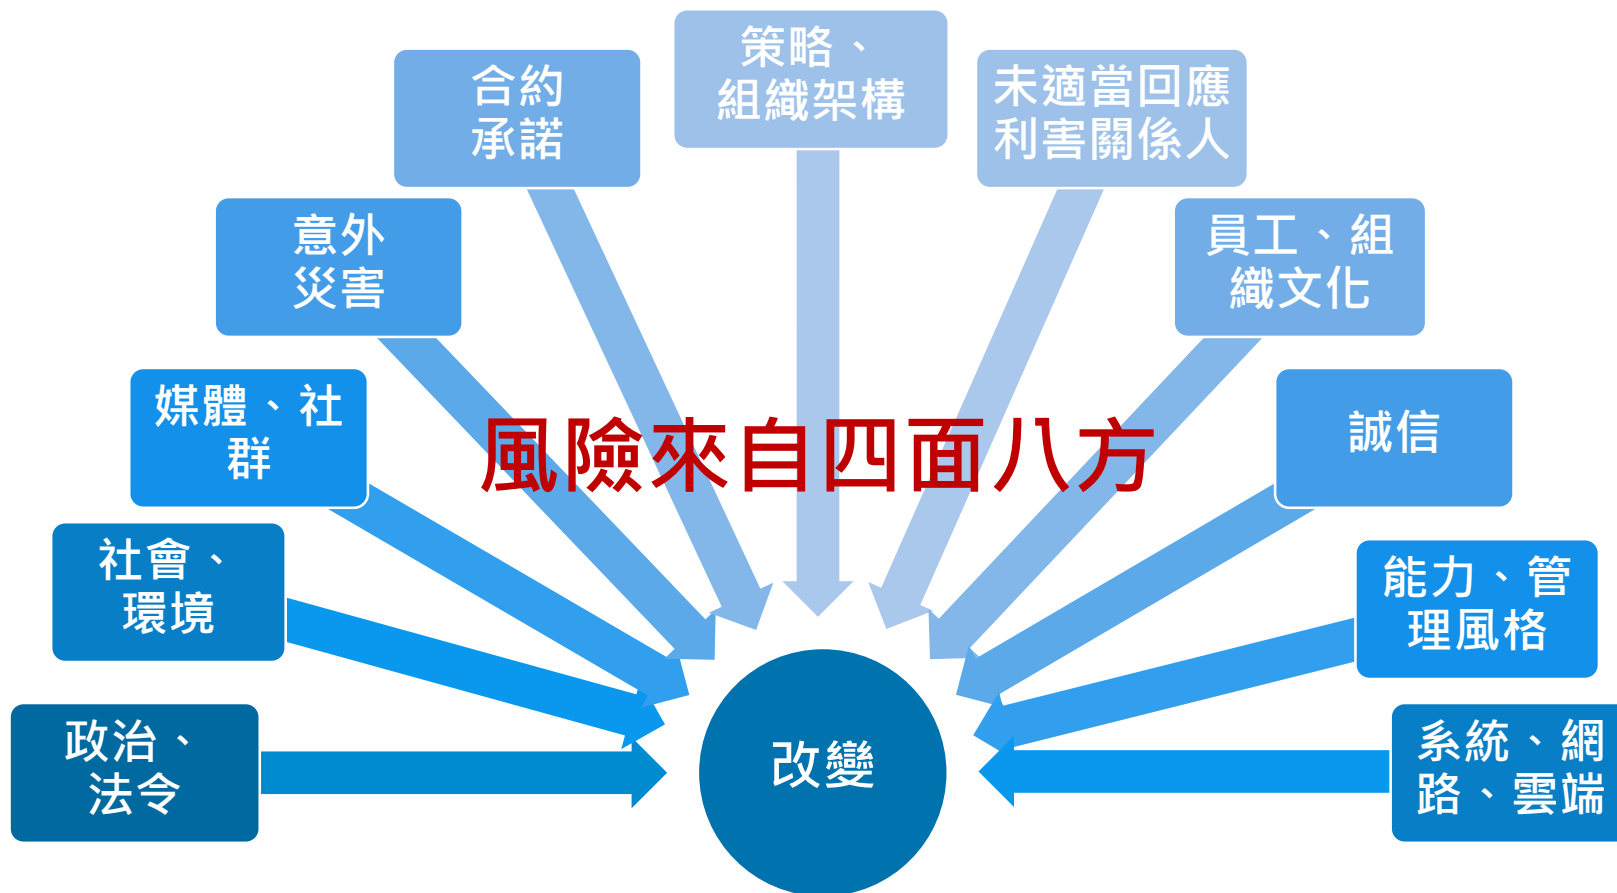 策略、
組織架構
合約
承諾
未適當回應
利害關係人
意外
災害
員工、組
織文化
媒體、社
群
風險來自四面八方
誠信
社會、
環境
能力、管
理風格
政治、
法令
改變
系統、網
路、雲端